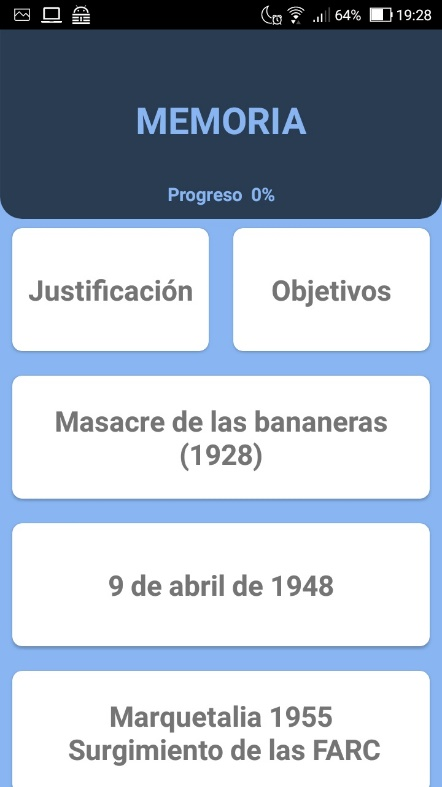 64% 19:28
MEMORIA
Progreso 0%
Justificación
Objetivos
Masacre de las bananeras
(1928)
9 de abril de 1948
Marquetalia 1955
Surgimiento de las FARC